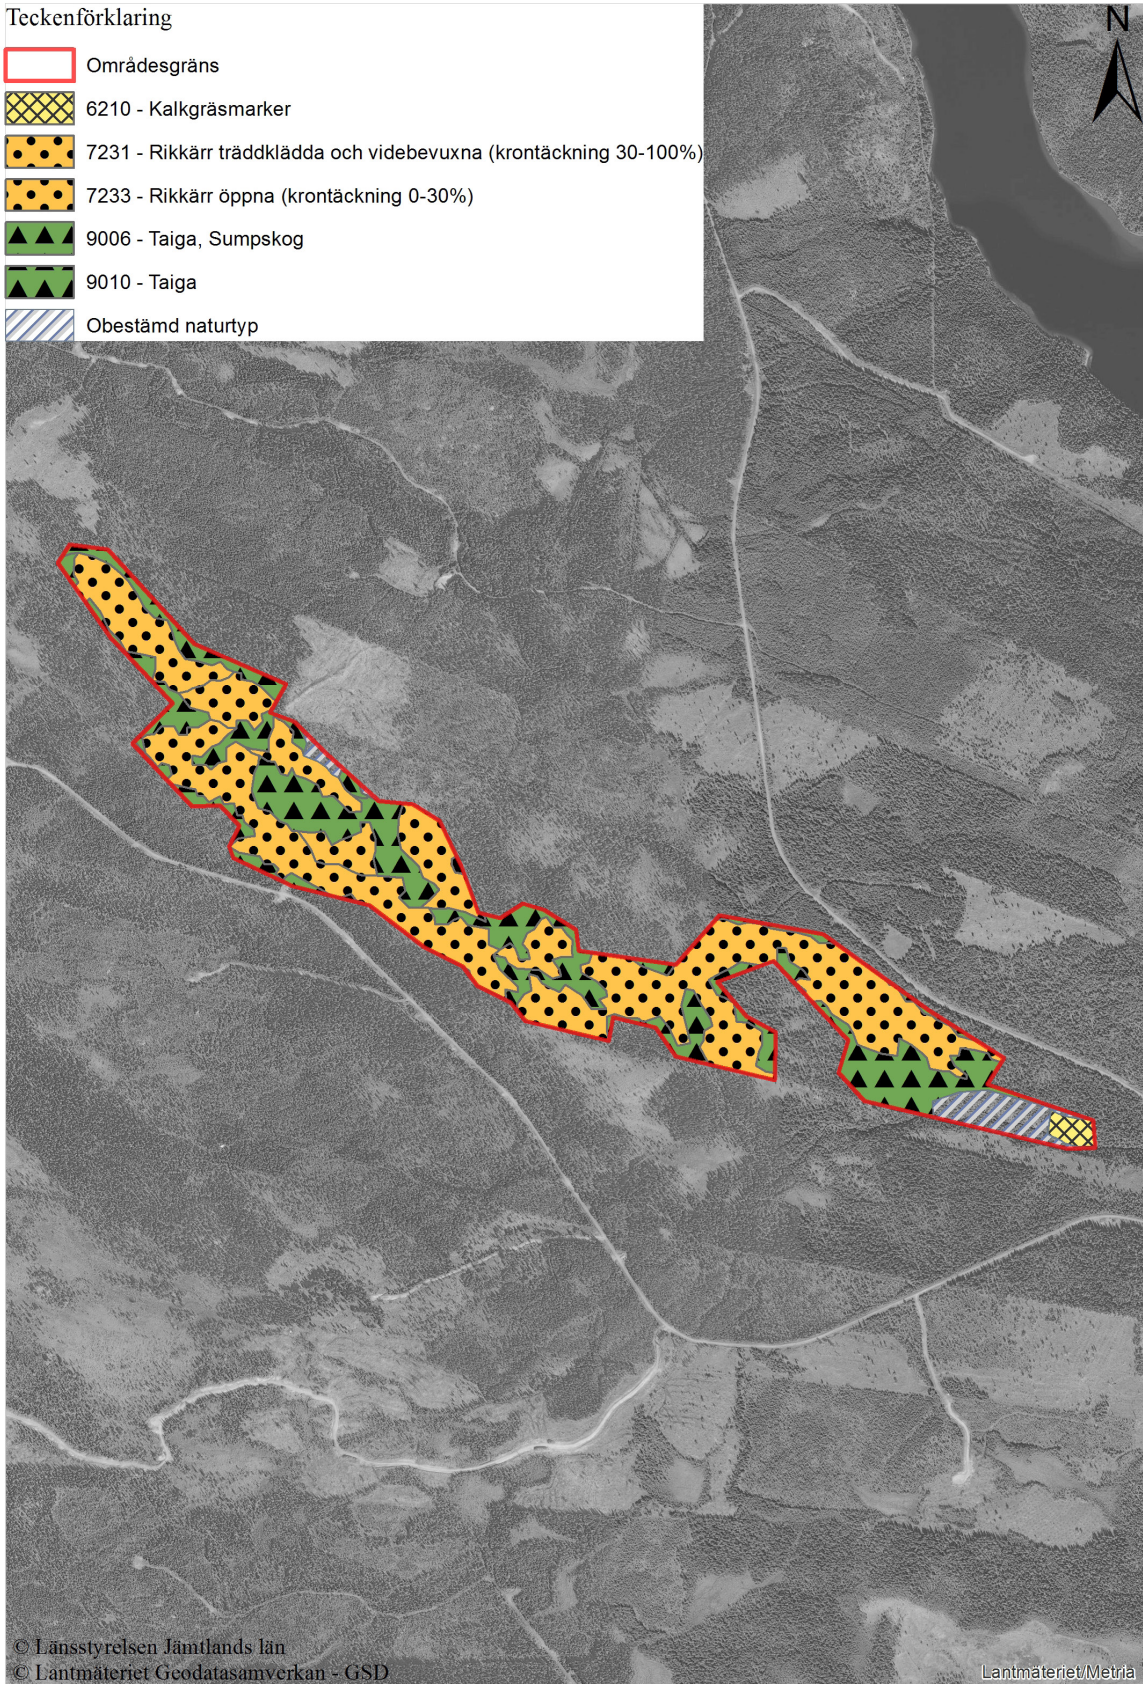 Teckenförklaring
N
Områdesgräns
6210 - Kalkgräsmarker
7231 - Rikkärr träddklädda och videbevuxna (krontäckning 30-100%)
7233 - Rikkärr öppna (krontäckning 0-30%)
9006 - Taiga, Sumpskog
9010 - Taiga
Obestämd naturtyp
© Länsstyrelsen Jämtlands län
© Lantmäteriet Geodatasamverkan - GSD
Lantmäteriet/Metria